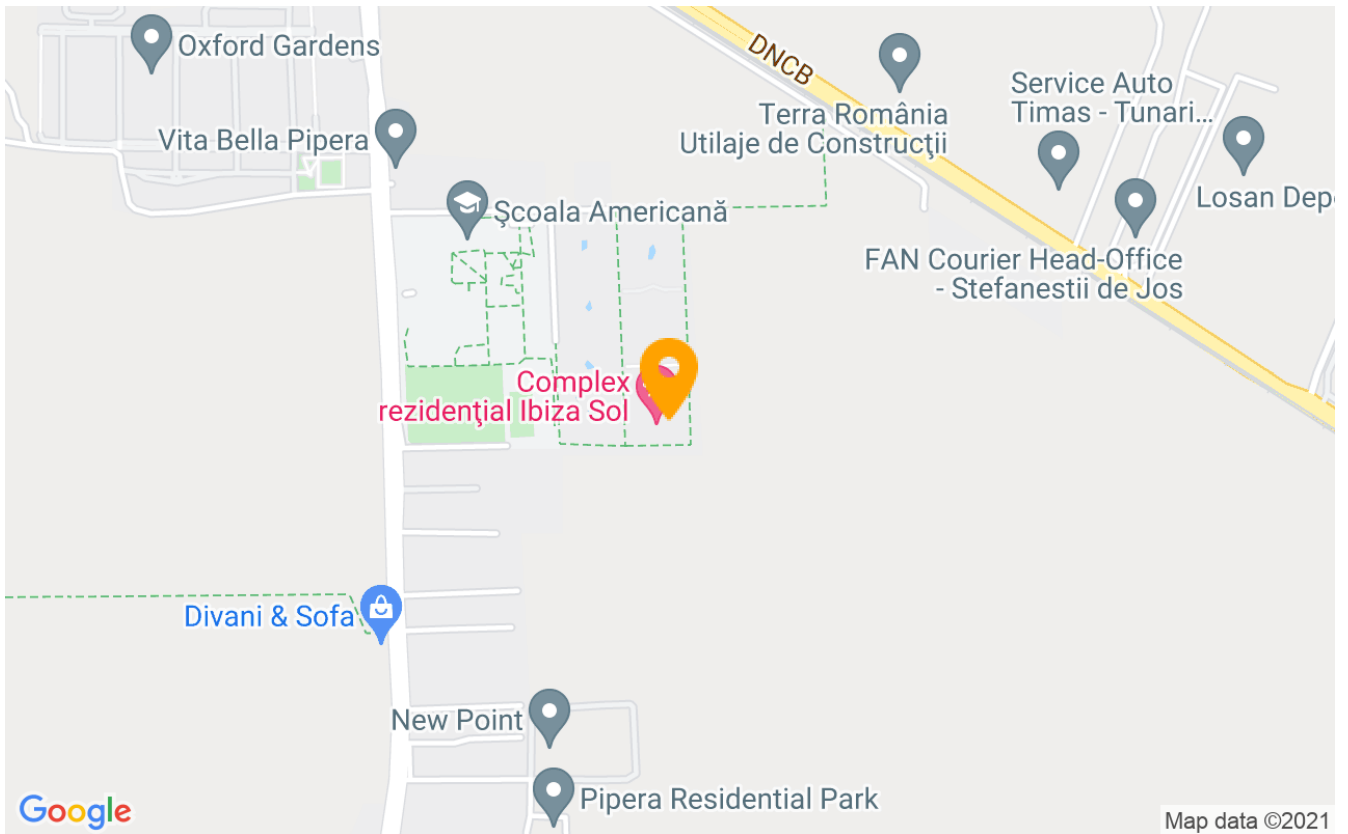 Oxford Gardens
DNCB
Terra România
Utilaje de Construcţii
Service Auto
Timas - Tunari...
Vita Bella Pipera
Losan Dep
Şcoala Americană
FAN Courier Head-Office
- Stefanestii de Jos
Complex
rezidenţial Ibiza Sol
Divani & Sofa
New Point
Pipera Residential Park
Google
Map data ©2021